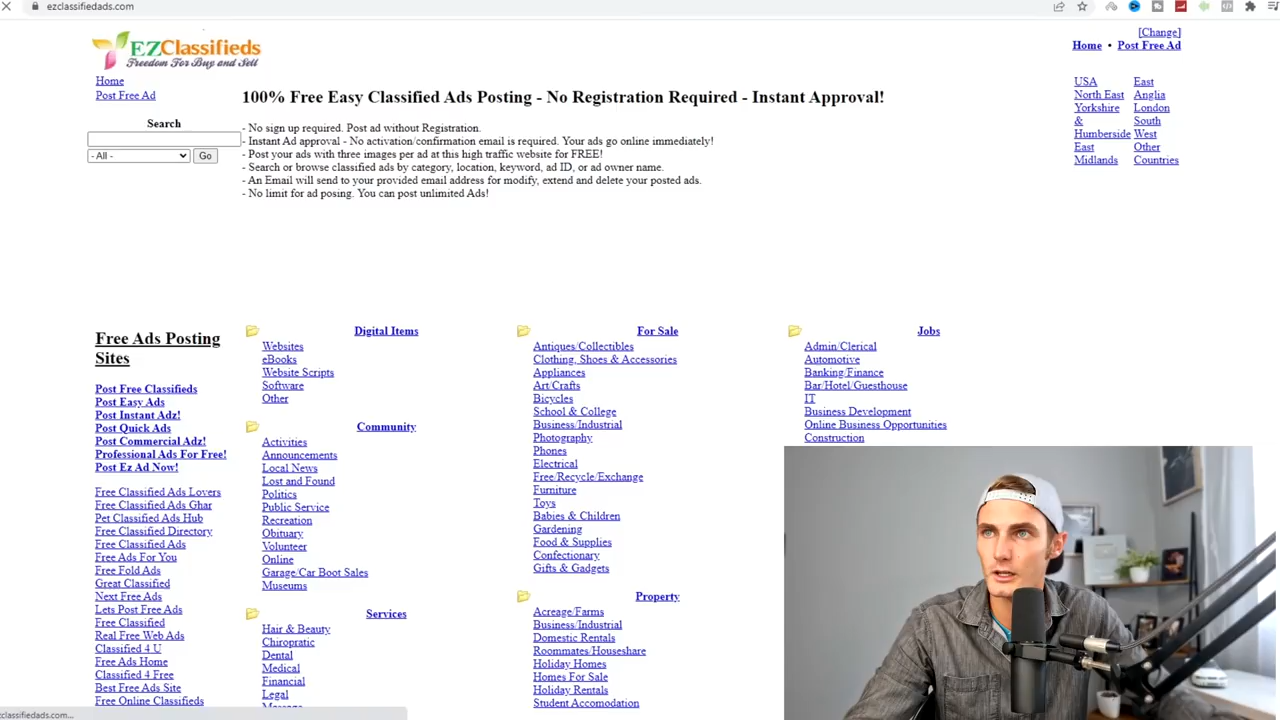 ezclassifiedads.com
EZClassifieds
Freedom For Buy and Sell
[Change]
Home • Post Free Ad
Home
Post Free Ad
USA
North East
Yorkshire
&
Humberside
East
Midlands
East
Anglia
London
South
West
Other
Countries
100% Free Easy Classified Ads Posting - No Registration Required - Instant Approval!
Search
- All -
Go
- No sign up required. Post ad without Registration.
- Instant Ad approval - No activation/confirmation email is required. Your ads go online immediately!
- Post your ads with three images per ad at this high traffic website for FREE!
- Search or browse classified ads by category, location, keyword, ad ID, or ad owner name.
- An Email will send to your provided email address for modify, extend and delete your posted ads.
- No limit for ad posing. You can post unlimited Ads!
Free Ads Posting
Sites
Post Free Classifieds
Post Easy Ads
Post Instant Adz!
Post Quick Ads
Post Commercial Adz!
Professional Ads For Free!
Post Ez Ad Now!
Free Classified Ads Lovers
Free Classified Ads Ghar
Pet Classified Ads Hub
Free Classified Directory
Free Classified Ads
Free Ads For You
Free Fold Ads
Great Classified
Next Free Ads
Lets Post Free Ads
Free Classified
Real Free Web Ads
Classified 4 U
Free Ads Home
Classified 4 Free
Best Free Ads Site
Free Online Classifieds
Digital Items
Websites
eBooks
Website Scripts
Software
Other
Community
Activities
Announcements
Local News
Lost and Found
Politics
Public Service
Recreation
Obituary
Volunteer
Online
Garage/Car Boot Sales
Museums
Services
Hair & Beauty
Chiropratic
Dental
Medical
Financial
Legal
For Sale
Antiques/Collectibles
Clothing, Shoes & Accessories
Appliances
Art/Crafts
Bicycles
School & College
Business/Industrial
Photography
Phones
Electrical
Free/Recycle/Exchange
Furniture
Toys
Babies & Children
Gardening
Food & Supplies
Confectionary
Gifts & Gadgets
Property
Acreage/Farms
Business/Industrial
Domestic Rentals
Roommates/Houseshare
Holiday Homes
Homes For Sale
Holiday Rentals
Student Accomodation
Jobs
Admin/Clerical
Automotive
Banking/Finance
Bar/Hotel/Guesthouse
IT
Business Development
Online Business Opportunities
Construction
zclassifiedads.com...